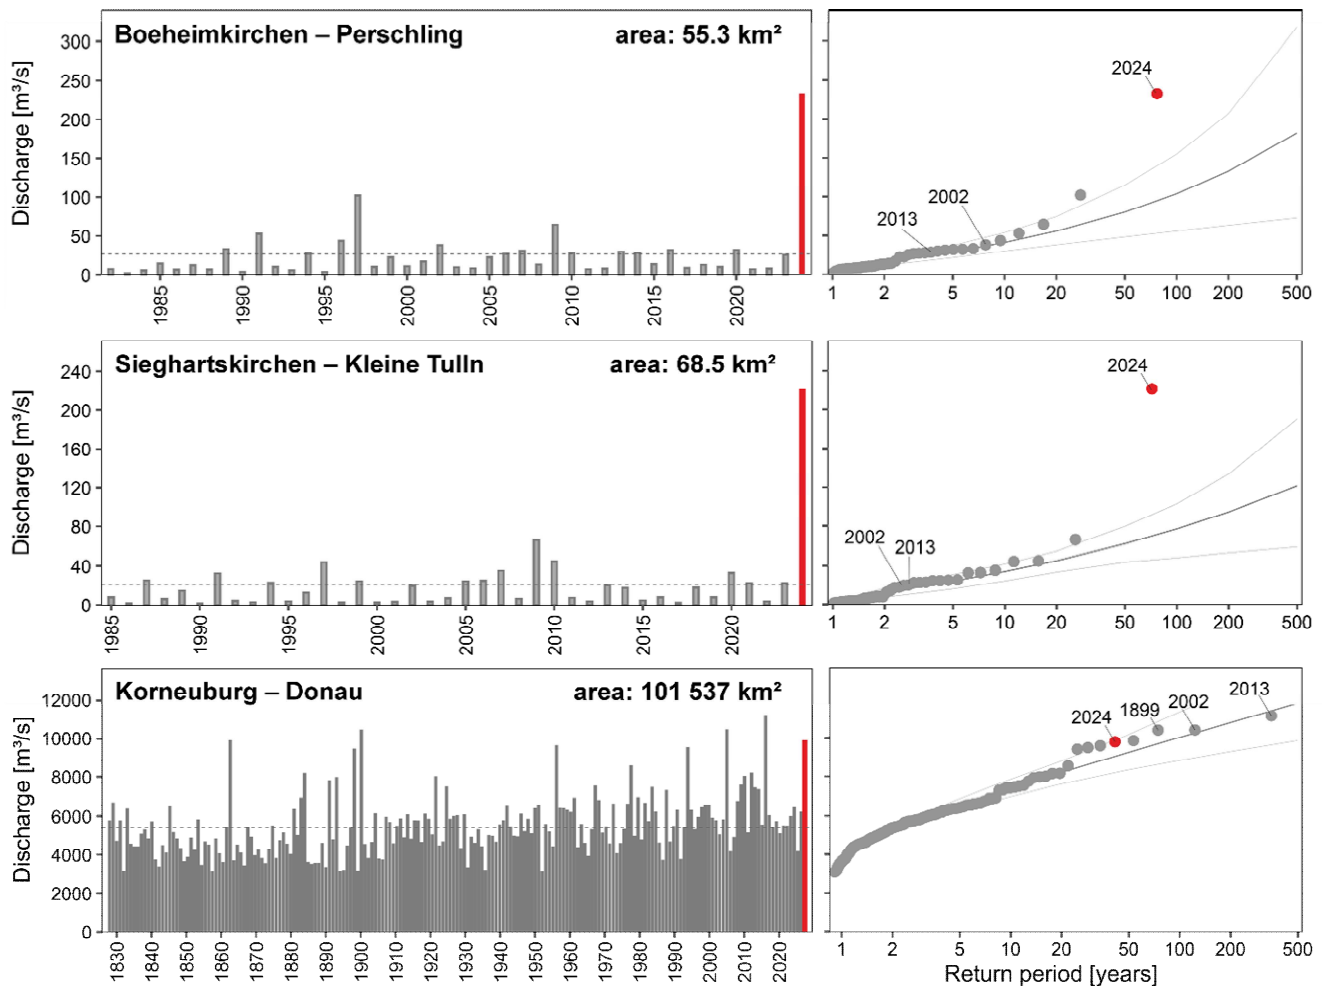 Boeheimkirchen – Perschling area: 55.3 km²
Discharge [m³/s]
300
250
200
150
100
50
0
1985 1990 1995 2000 2005 2010 2015 2020
2024
2002
2013
1 2 5 10 20 50 100 200 500
Sieghartskirchen – Kleine Tulln area: 68.5 km²
Discharge [m³/s]
240
200
160
120
80
40
0
1985 1990 1995 2000 2005 2010 2015 2020
2024
2002
2013
1 2 5 10 20 50 100 200 500
Korneuburg – Donau area: 101 537 km²
Discharge [m³/s]
12000
10000
8000
6000
4000
2000
0
1830 1840 1850 1860 1870 1880 1890 1900 1910 1920 1930 1940 1950 1960 1970 1980 1990 2000 2010 2020
2024 1899 2002 2013
1 2 5 10 20 50 100 200 500
Return period [years]